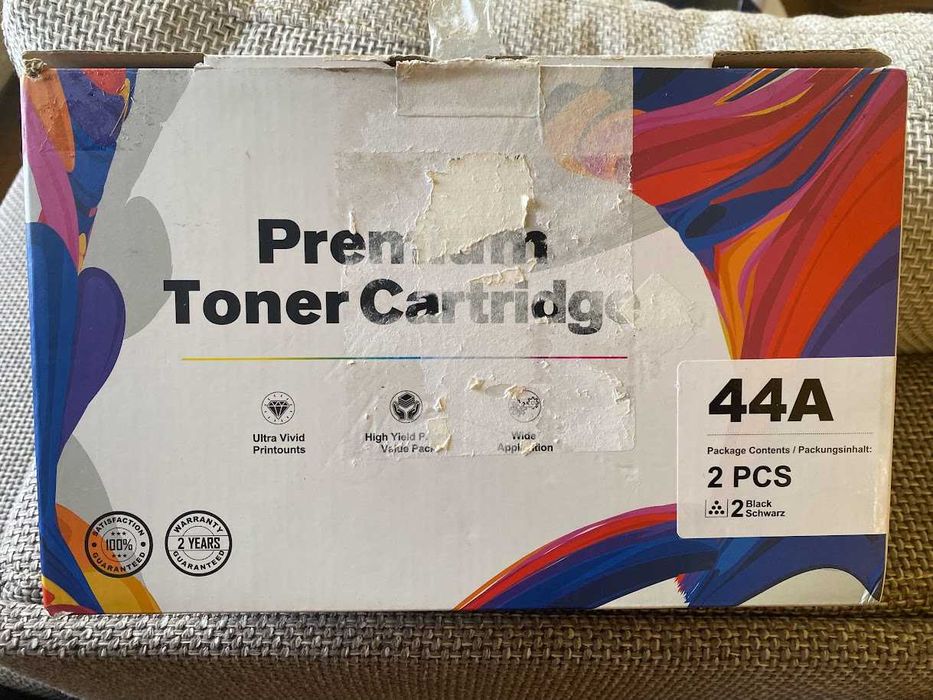 Premium
Toner Cartridge
Ultra Vivid
Printouts
High Yield
Value Pack
Wide
Application
SATISFACTION
100%
GUARANTEED
WARRANTY
2 YEARS
GUARANTEED
44A
Package Contents / Packungsinhalt:
2 PCS
2 Black
Schwarz